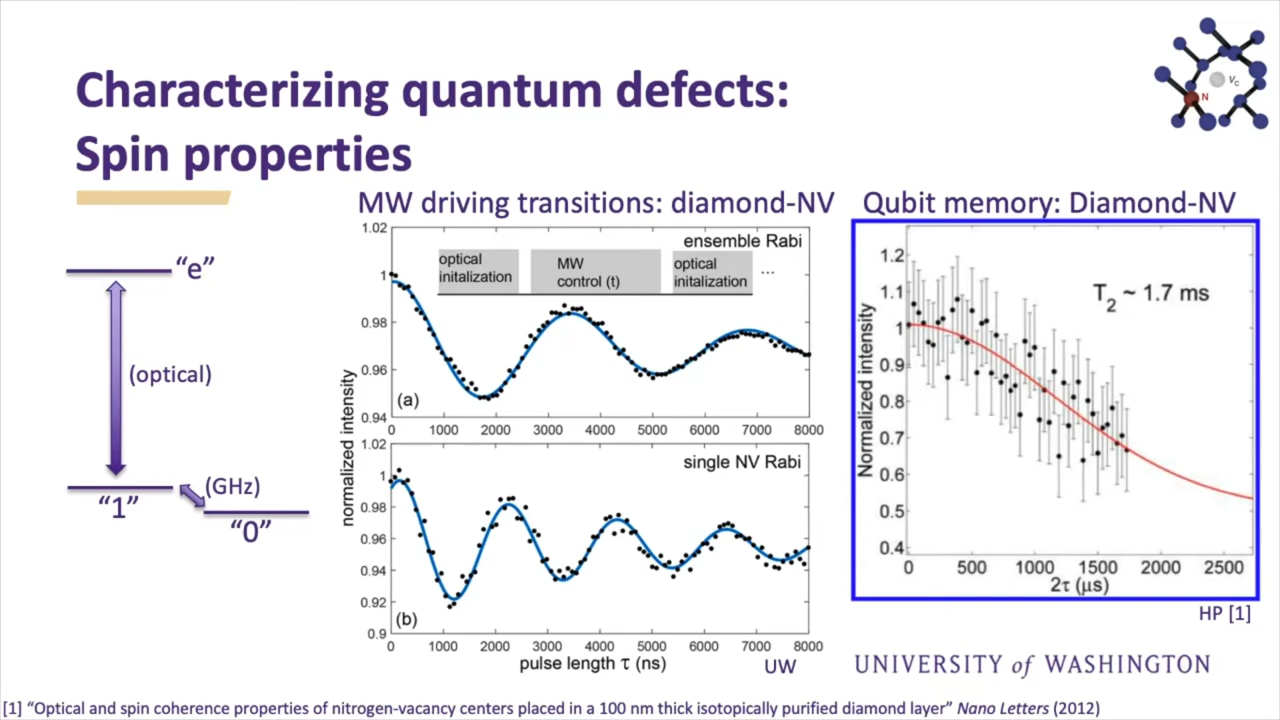 Characterizing quantum defects:
Spin properties
V_C
N
"e"
(optical)
"1"
(GHz)
"0"
MW driving transitions: diamond-NV
normalized intensity
1.02
1
0.98
0.96
0.94
ensemble Rabi
optical
initalization
MW
control (t)
optical
initalization
...
(a)
0 1000 2000 3000 4000 5000 6000 7000 8000
1.02
1
0.98
0.96
0.94
0.92
0.9
single NV Rabi
(b)
0 1000 2000 3000 4000 5000 6000 7000 8000
pulse length τ (ns)
UW
Qubit memory: Diamond-NV
Normalized intensity
1.2
1.1
1
0.9
0.8
0.7
0.6
0.5
0.4
T₂ ~ 1.7 ms
0 500 1000 1500 2000 2500
2τ (μs)
HP [1]
UNIVERSITY of WASHINGTON
[1] "Optical and spin coherence properties of nitrogen-vacancy centers placed in a 100 nm thick isotopically purified diamond layer" Nano Letters (2012)